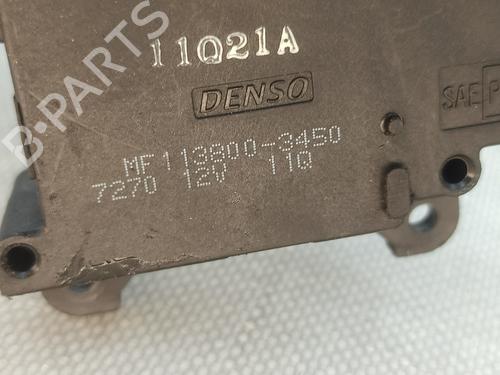 11Q21A
DENSO
SAE P
MF113800-3450
7270 12V 11Q
B-PARTS